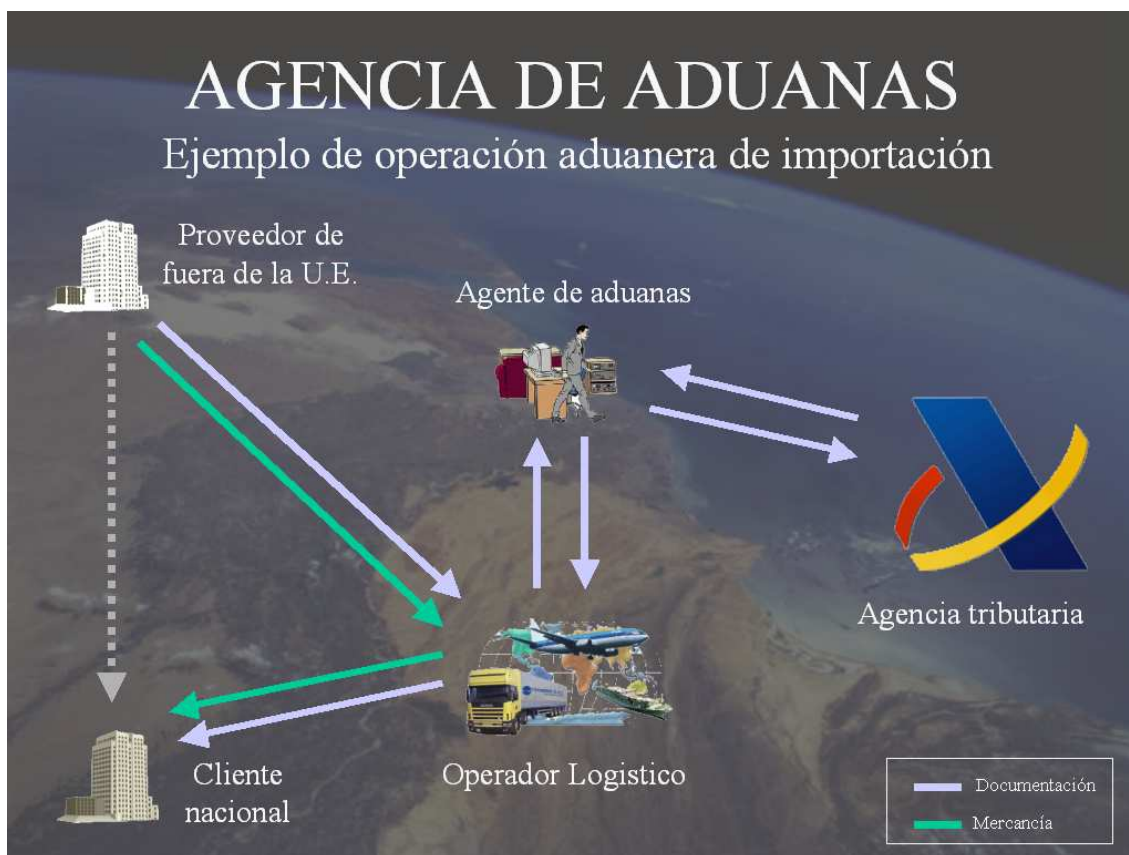 AGENCIA DE ADUANAS
Ejemplo de operación aduanera de importación
Proveedor de
fuera de la U.E.
Agente de aduanas
Agencia tributaria
Cliente
nacional
Operador Logistico
Documentación
Mercancía